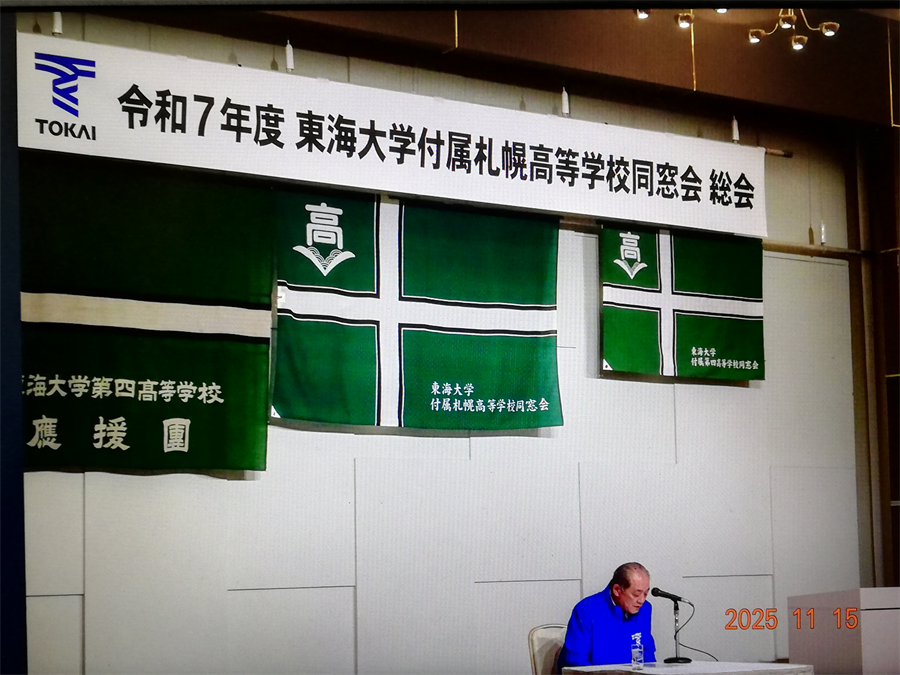 TOKAI
令和7年度 東海大学付属札幌高等学校同窓会 総会
高
高
東海大学
付属第四高等学校同窓会
東海大学
付属札幌高等学校同窓会
海大学第四高等学校
應援團
2025 11 15